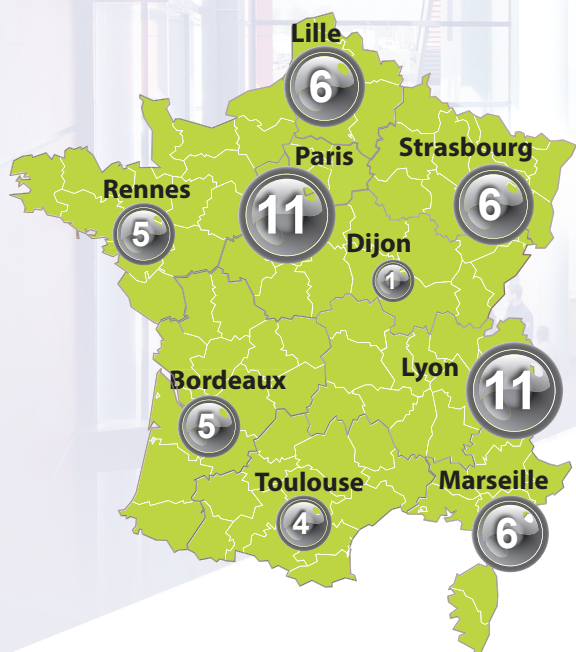 Lille
6
Paris
11
Strasbourg
6
Rennes
5
Dijon
1
Lyon
11
Bordeaux
5
Toulouse
4
Marseille
6